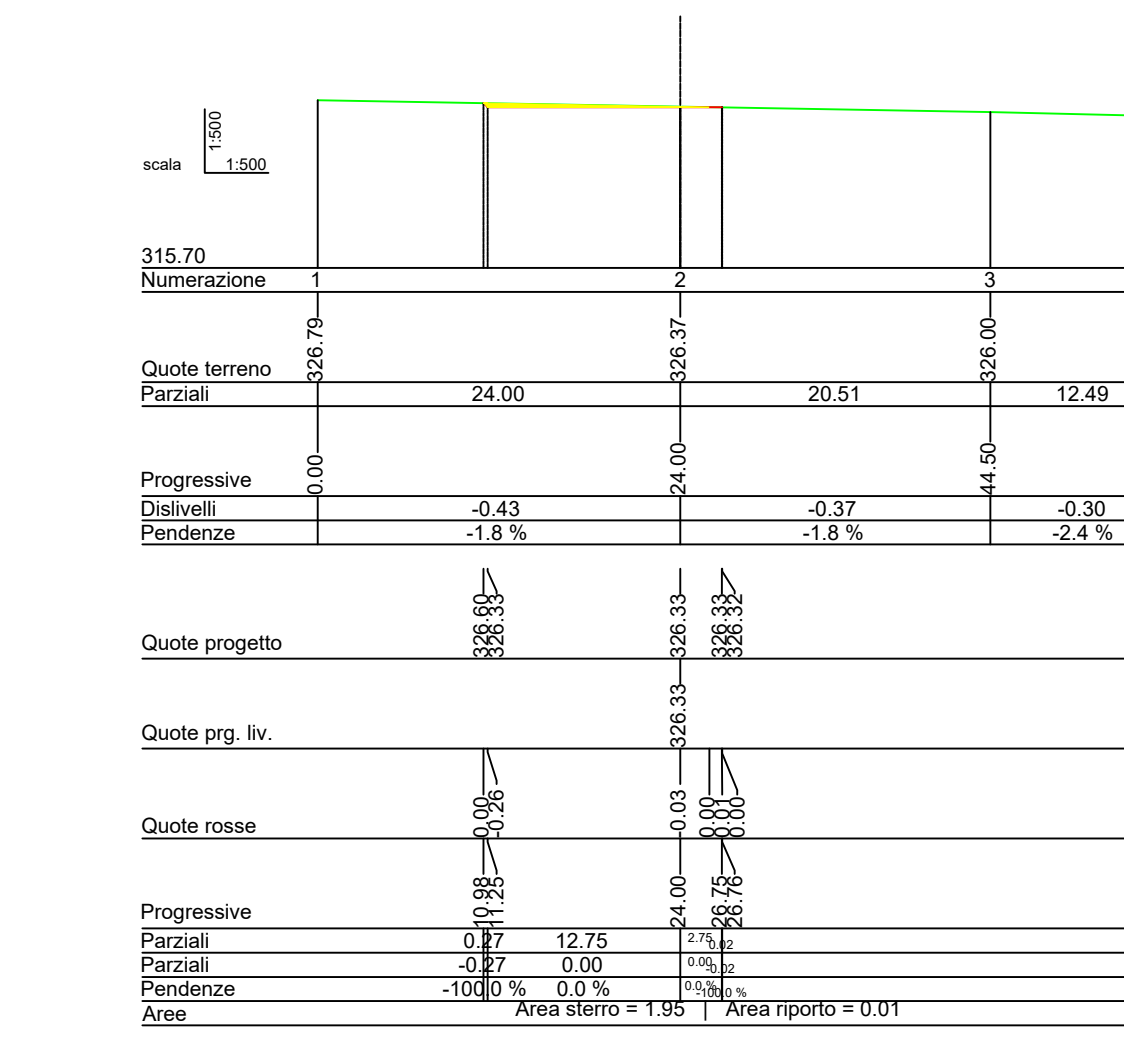 1:500
scala 1:500
315.70
Numerazione 1 2 3
Quote terreno 326.79 326.37 326.00
Parziali 24.00 20.51 12.49
Progressive 0.00 24.00 44.50
Dislivelli -0.43 -0.37 -0.30
Pendenze -1.8 % -1.8 % -2.4 %
Quote progetto 326.60 326.33 326.33 326.33 326.32
Quote prg. liv. 326.33
Quote rosse 0.00 -0.26 -0.03 0.00 0.01 0.00
Progressive 10.98 11.25 24.00 26.75 26.76
Parziali 0.27 12.75 2.75 0.02
Parziali -0.27 0.00 0.00 -0.02
Pendenze -100.0 % 0.0 % 0.0 % -100.0 %
Aree Area sterro = 1.95 | Area riporto = 0.01